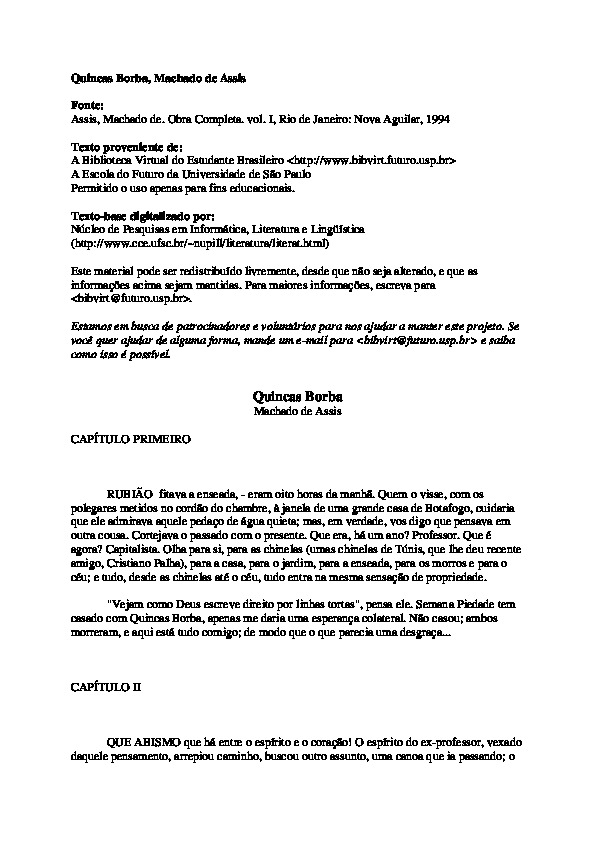 Quincas Borba, Machado de Assis
Fonte:
Assis, Machado de. Obra Completa. vol. I, Rio de Janeiro: Nova Aguilar, 1994
Texto proveniente de:
A Biblioteca Virtual do Estudante Brasileiro <http://www.bibvirt.futuro.usp.br>
A Escola do Futuro da Universidade de São Paulo
Permitido o uso apenas para fins educacionais.
Texto-base digitalizado por:
Núcleo de Pesquisas em Informática, Literatura e Lingüística
(http://www.cce.ufsc.br/~nupill/literatura/literat.html)
Este material pode ser redistribuído livremente, desde que não seja alterado, e que as
informações acima sejam mantidas. Para maiores informações, escreva para
<bibvirt@futuro.usp.br>.
Estamos em busca de patrocinadores e voluntários para nos ajudar a manter este projeto. Se
você quer ajudar de alguma forma, mande um e-mail para <bibvirt@futuro.usp.br> e saiba
como isso é possível.
Quincas Borba
Machado de Assis
CAPÍTULO PRIMEIRO
RUBIÃO fitava a enseada, - eram oito horas da manhã. Quem o visse, com os
polegares metidos no cordão do chambre, à janela de uma grande casa de Botafogo, cuidaria
que ele admirava aquele pedaço de água quieta; mas, em verdade, vos digo que pensava em
outra cousa. Cortejava o passado com o presente. Que era, há um ano? Professor. Que é
agora? Capitalista. Olha para si, para as chinelas (umas chinelas de Túnis, que lhe deu recente
amigo, Cristiano Palha), para a casa, para o jardim, para a enseada, para os morros e para o
céu; e tudo, desde as chinelas até o céu, tudo entra na mesma sensação de propriedade.
"Vejam como Deus escreve direito por linhas tortas", pensa ele. Semana Piedade tem
casado com Quincas Borba, apenas me daria uma esperança colateral. Não casou; ambos
morreram, e aqui está tudo comigo; de modo que o que parecia uma desgraça...
CAPÍTULO II
QUE ABISMO que há entre o espírito e o coração! O espírito do ex-professor, vexado
daquele pensamento, arrepiou caminho, buscou outro assunto, uma canoa que ia passando; o